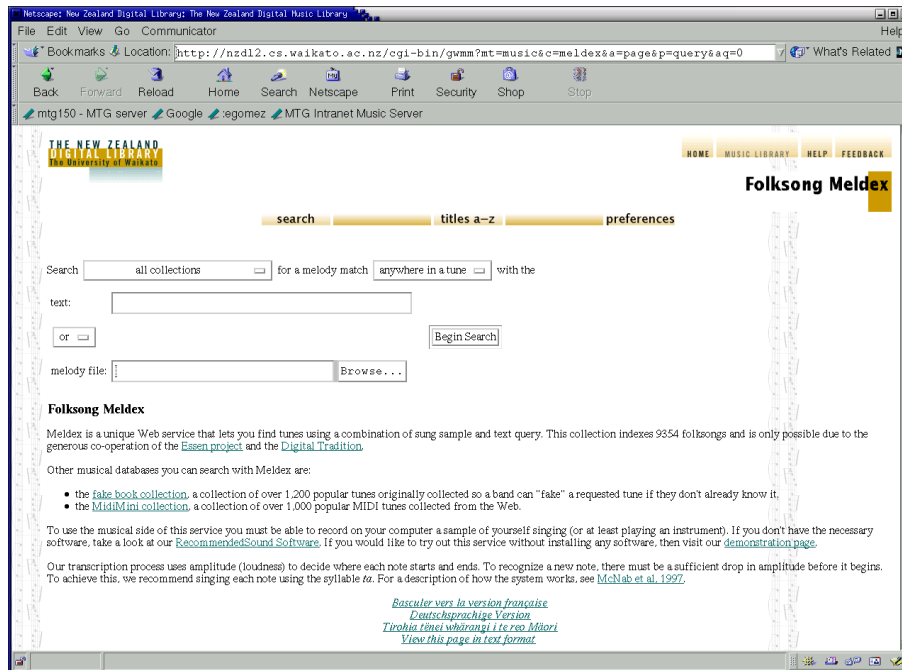 Netscape: New Zealand Digital Library: The New Zealand Digital Music Library
File Edit View Go Communicator Help
Bookmarks Location: http://nzdl2.cs.waikato.ac.nz/cgi-bin/gwmm?mt=music&c=meldex&a=page&p=query&aq=0 What's Related
Back Forward Reload Home Search Netscape Print Security Shop Stop
mtg150 - MTG server Google :egomez MTG Intranet Music Server
THE NEW ZEALAND
DIGITAL LIBRARY
The University of Waikato
HOME MUSIC LIBRARY HELP FEEDBACK
Folksong Meldex
search titles a–z preferences
Search all collections for a melody match anywhere in a tune with the
text:
or Begin Search
melody file: Browse...
Folksong Meldex
Meldex is a unique Web service that lets you find tunes using a combination of sung sample and text query. This collection indexes 9354 folksongs and is only possible due to the
generous co-operation of the Essen project and the Digital Tradition.
Other musical databases you can search with Meldex are:
• the fake book collection, a collection of over 1,200 popular tunes originally collected so a band can "fake" a requested tune if they don't already know it.
• the MidiMini collection, a collection of over 1,000 popular MIDI tunes collected from the Web.
To use the musical side of this service you must be able to record on your computer a sample of yourself singing (or at least playing an instrument). If you don't have the necessary
software, take a look at our RecommendedSound Software. If you would like to try out this service without installing any software, then visit our demonstration page.
Our transcription process uses amplitude (loudness) to decide where each note starts and ends. To recognize a new note, there must be a sufficient drop in amplitude before it begins.
To achieve this, we recommend singing each note using the syllable ta. For a description of how the system works, see McNab et al, 1997.
Basculer vers la version française
Deutschsprachige Version
Tirohia tēnei whārangi i te reo Māori
View this page in text format